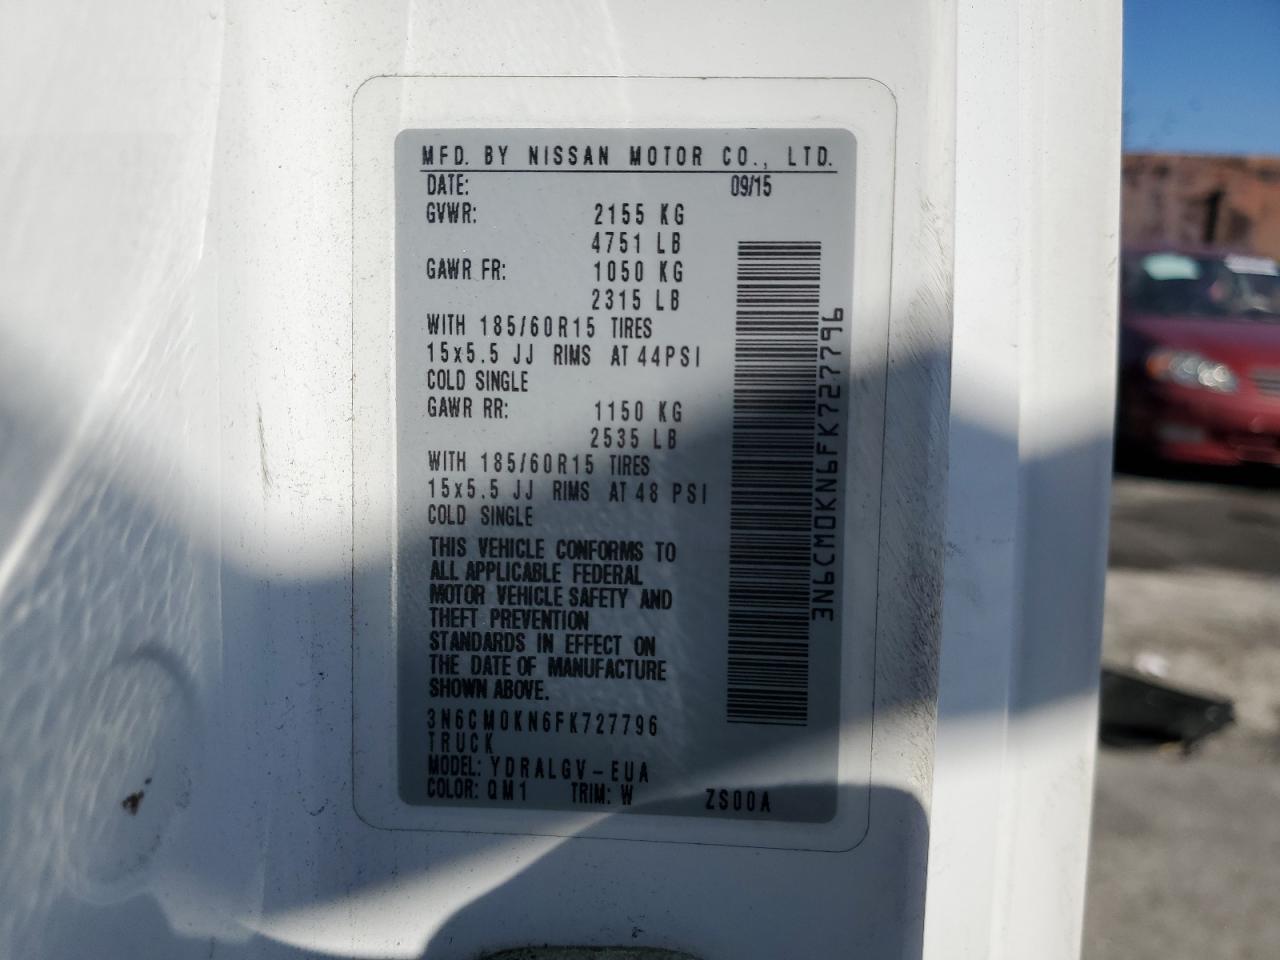 MFD. BY NISSAN MOTOR CO., LTD.
DATE: 09/15
GVWR: 2155 KG
4751 LB
GAWR FR: 1050 KG
2315 LB
WITH 185/60R15 TIRES
15x5.5 JJ RIMS AT 44PSI
COLD SINGLE
GAWR RR: 1150 KG
2535 LB
WITH 185/60R15 TIRES
15x5.5 JJ RIMS AT 48 PSI
COLD SINGLE
THIS VEHICLE CONFORMS TO
ALL APPLICABLE FEDERAL
MOTOR VEHICLE SAFETY AND
THEFT PREVENTION
STANDARDS IN EFFECT ON
THE DATE OF MANUFACTURE
SHOWN ABOVE.
3N6CM0KN6FK727796
TRUCK
MODEL: YDRALGV-EUA
COLOR: QM1 TRIM: W ZS00A
3N6CM0KN6FK727796